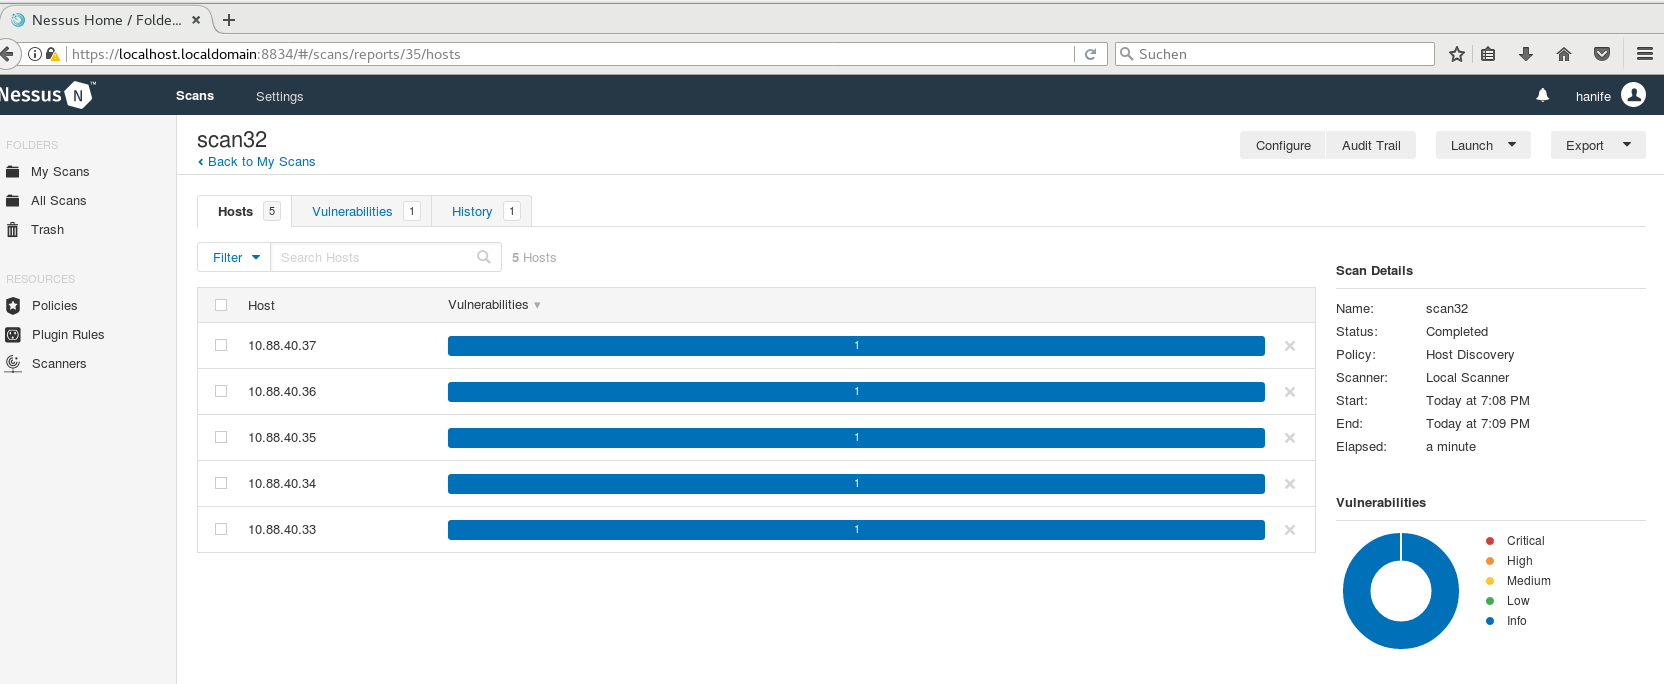 Nessus Home / Folde...
https://localhost.localdomain:8834/#/scans/reports/35/hosts
Suchen
Nessus N ™
Scans
Settings
hanife
FOLDERS
My Scans
All Scans
Trash
RESOURCES
Policies
Plugin Rules
Scanners
scan32
Back to My Scans
Configure
Audit Trail
Launch
Export
Hosts 5
Vulnerabilities 1
History 1
Filter
Search Hosts
5 Hosts
Host Vulnerabilities
10.88.40.37 1
10.88.40.36 1
10.88.40.35 1
10.88.40.34 1
10.88.40.33 1
Scan Details
Name: scan32
Status: Completed
Policy: Host Discovery
Scanner: Local Scanner
Start: Today at 7:08 PM
End: Today at 7:09 PM
Elapsed: a minute
Vulnerabilities
Critical
High
Medium
Low
Info